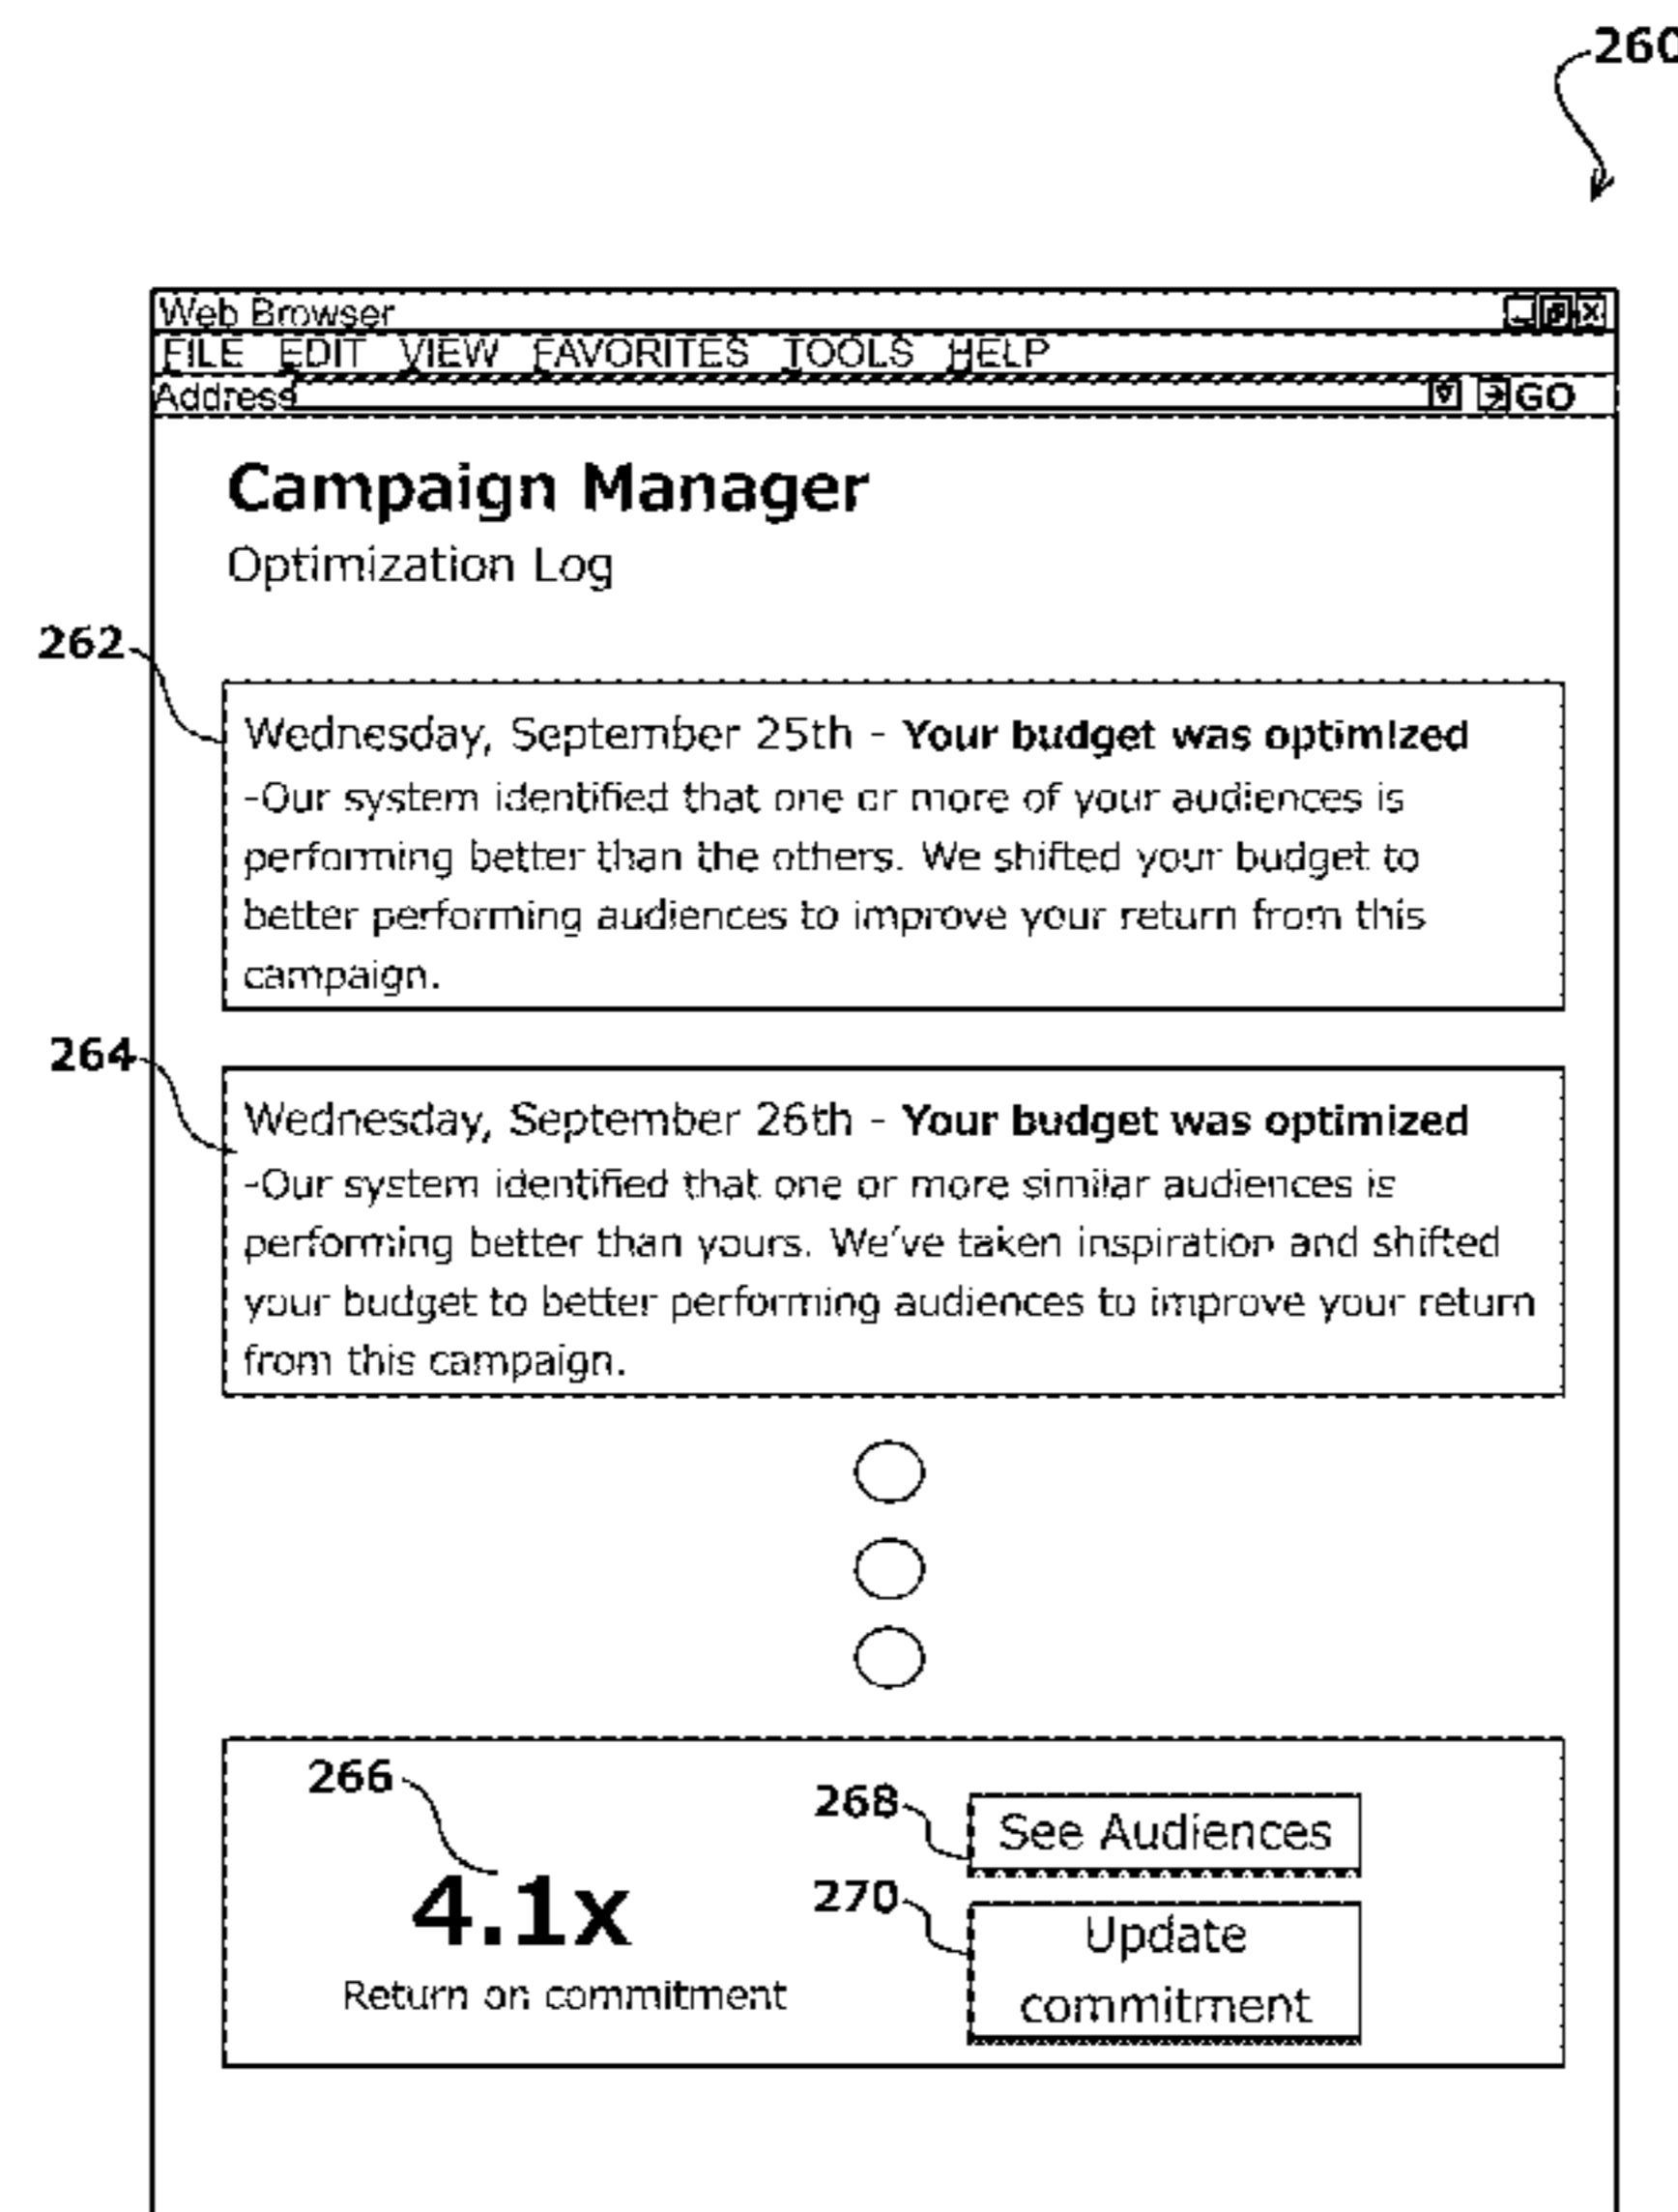 260
Web Browser
FILE EDIT VIEW FAVORITES TOOLS HELP
Address GO
Campaign Manager
Optimization Log
262
Wednesday, September 25th - Your budget was optimized
-Our system identified that one or more of your audiences is
performing better than the others. We shifted your budget to
better performing audiences to improve your return from this
campaign.
264
Wednesday, September 26th - Your budget was optimized
-Our system identified that one or more similar audiences is
performing better than yours. We've taken inspiration and shifted
your budget to better performing audiences to improve your return
from this campaign.
266
268
See Audiences
4.1x
270
Update
commitment
Return on commitment